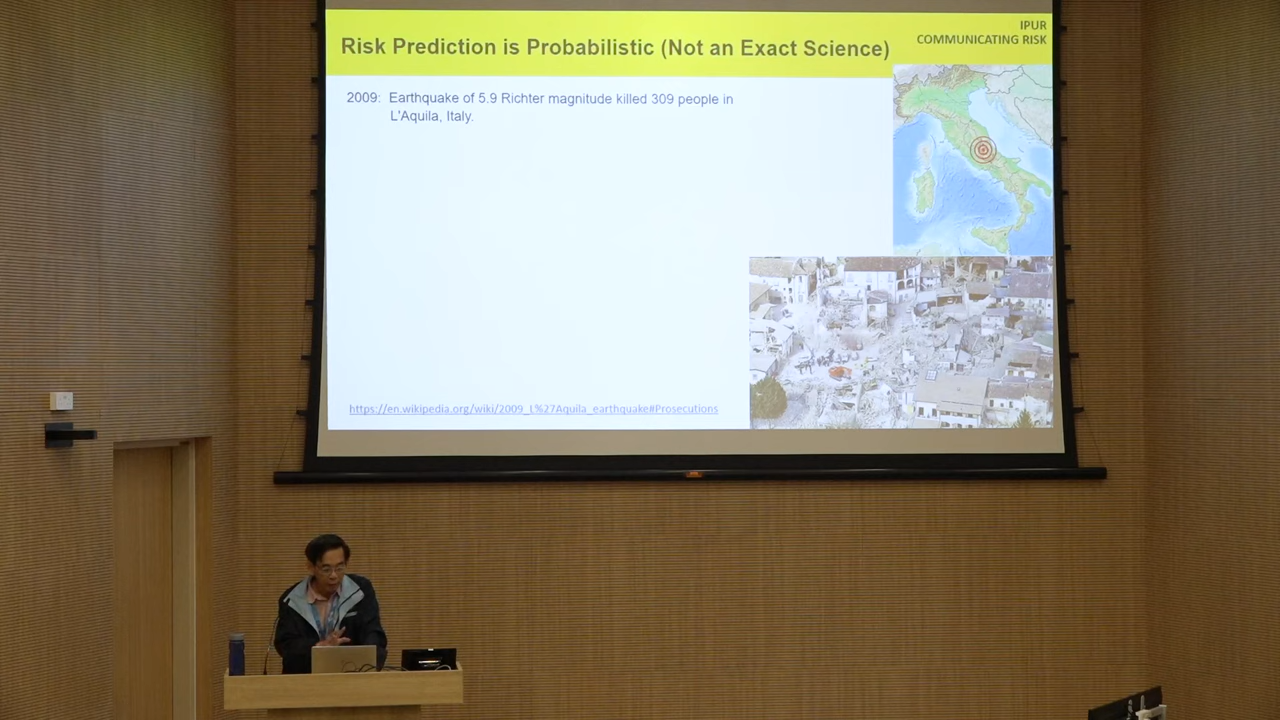 IPUR
COMMUNICATING RISK
Risk Prediction is Probabilistic (Not an Exact Science)
2009: Earthquake of 5.9 Richter magnitude killed 309 people in
L'Aquila, Italy.
https://en.wikipedia.org/wiki/2009_L%27Aquila_earthquake#Prosecutions